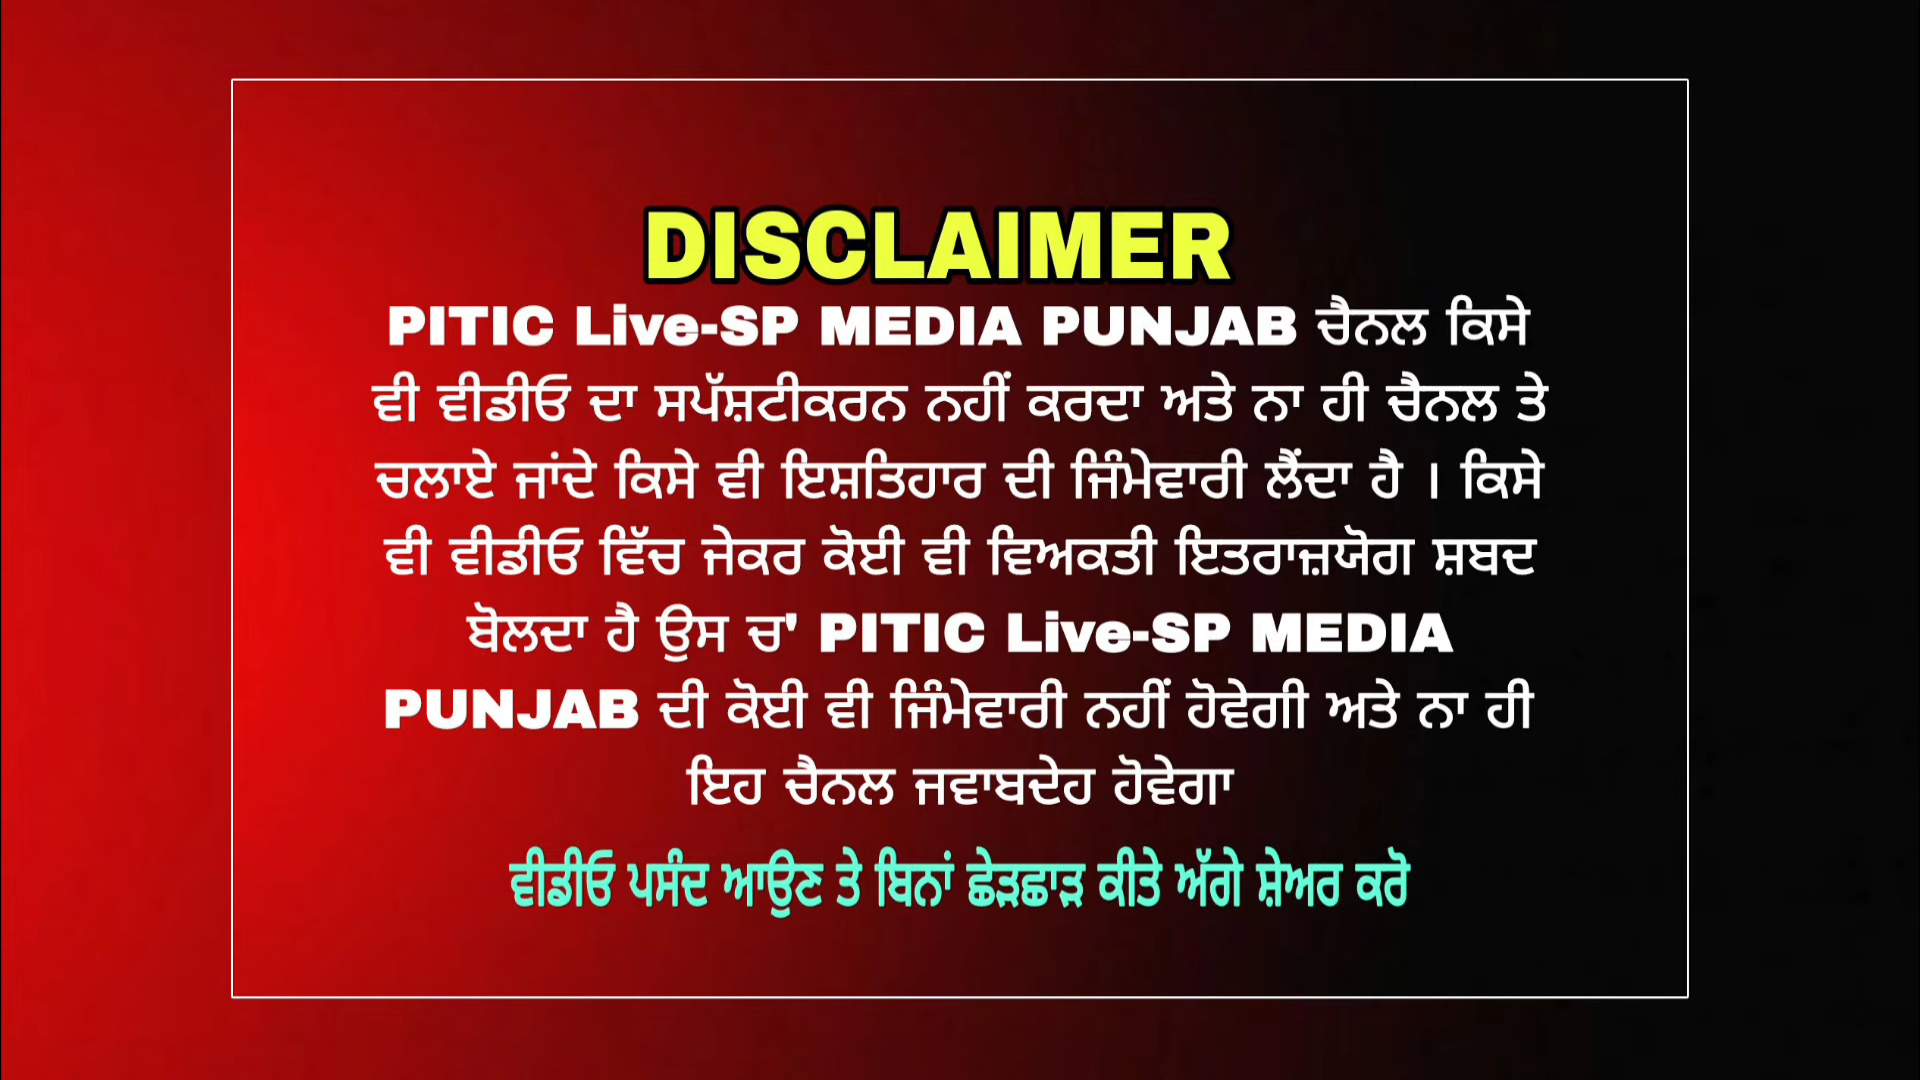 DISCLAIMER
PITIC Live-SP MEDIA PUNJAB ਚੈਨਲ ਕਿਸੇ
ਵੀ ਵੀਡੀਓ ਦਾ ਸਪੱਸ਼ਟੀਕਰਨ ਨਹੀਂ ਕਰਦਾ ਅਤੇ ਨਾ ਹੀ ਚੈਨਲ ਤੇ
ਚਲਾਏ ਜਾਂਦੇ ਕਿਸੇ ਵੀ ਇਸ਼ਤਿਹਾਰ ਦੀ ਜਿੰਮੇਵਾਰੀ ਲੈਂਦਾ ਹੈ । ਕਿਸੇ
ਵੀ ਵੀਡੀਓ ਵਿੱਚ ਜੇਕਰ ਕੋਈ ਵੀ ਵਿਅਕਤੀ ਇਤਰਾਜ਼ਯੋਗ ਸ਼ਬਦ
ਬੋਲਦਾ ਹੈ ਉਸ ਚ' PITIC Live-SP MEDIA
PUNJAB ਦੀ ਕੋਈ ਵੀ ਜਿੰਮੇਵਾਰੀ ਨਹੀਂ ਹੋਵੇਗੀ ਅਤੇ ਨਾ ਹੀ
ਇਹ ਚੈਨਲ ਜਵਾਬਦੇਹ ਹੋਵੇਗਾ
ਵੀਡੀਓ ਪਸੰਦ ਆਉਣ ਤੇ ਬਿਨਾਂ ਛੇੜਛਾੜ ਕੀਤੇ ਅੱਗੇ ਸ਼ੇਅਰ ਕਰੋ